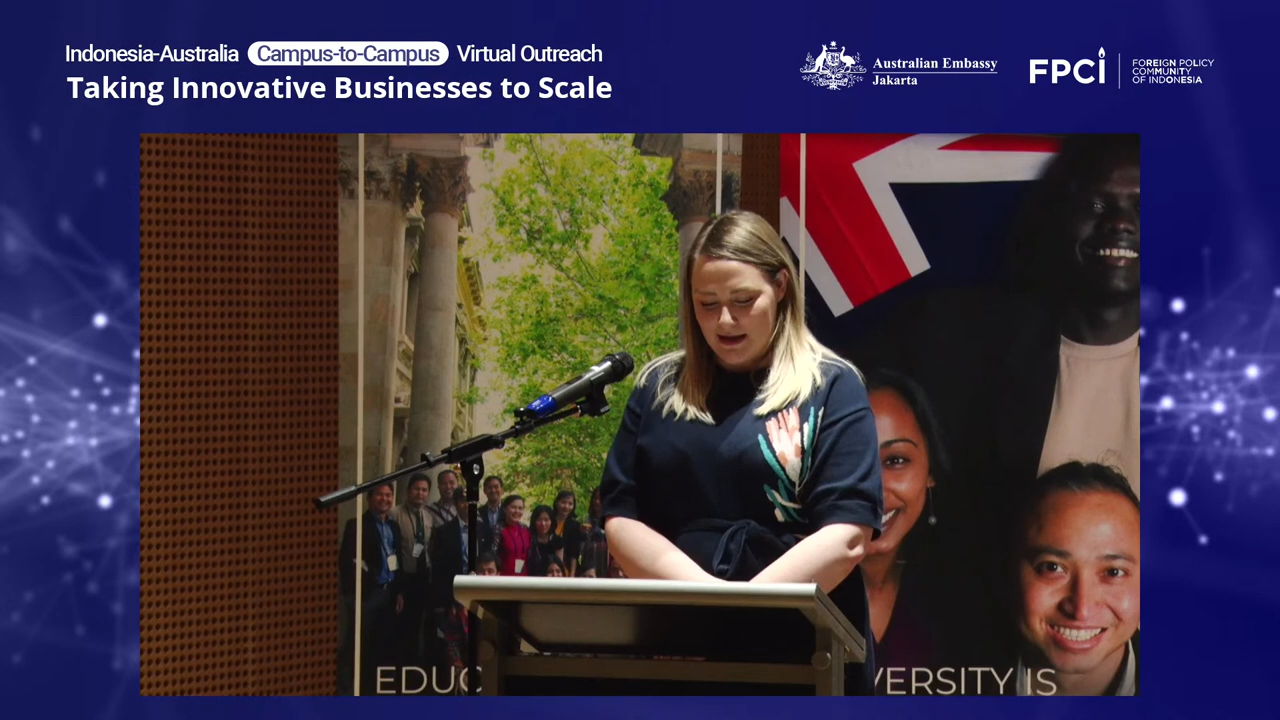 Indonesia-Australia Campus-to-Campus Virtual Outreach
Taking Innovative Businesses to Scale
Australian Embassy
Jakarta
FPCI
FOREIGN POLICY
COMMUNITY
OF INDONESIA
EDUC
VERSITY IS